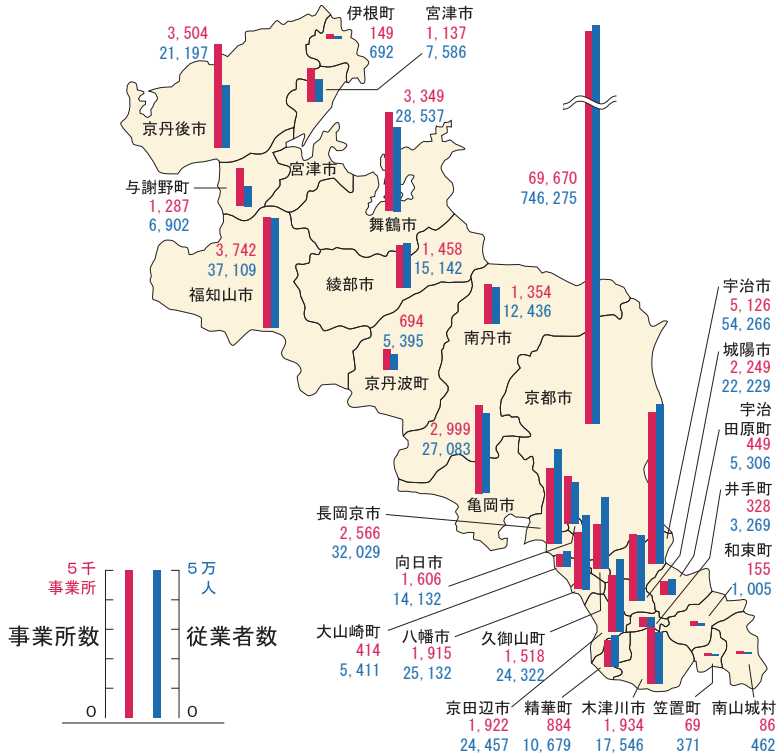 伊根町
149
692
宮津市
1,137
7,586
3,504
21,197
京丹後市
3,349
28,537
宮津市
舞鶴市
与謝野町
1,287
6,902
69,670
746,275
3,742
37,109
福知山市
1,458
15,142
綾部市
1,354
12,436
南丹市
694
5,395
京丹波町
京都市
2,999
27,083
亀岡市
宇治市
5,126
54,266
城陽市
2,249
22,229
宇治
田原町
449
5,306
井手町
328
3,269
和束町
155
1,005
長岡京市
2,566
32,029
向日市
1,606
14,132
大山崎町
414
5,411
八幡市
1,915
25,132
久御山町
1,518
24,322
京田辺市
1,922
24,457
精華町
884
10,679
木津川市
1,934
17,546
笠置町
69
371
南山城村
86
462
5千
事業所
5万
人
事業所数
従業者数
0
0